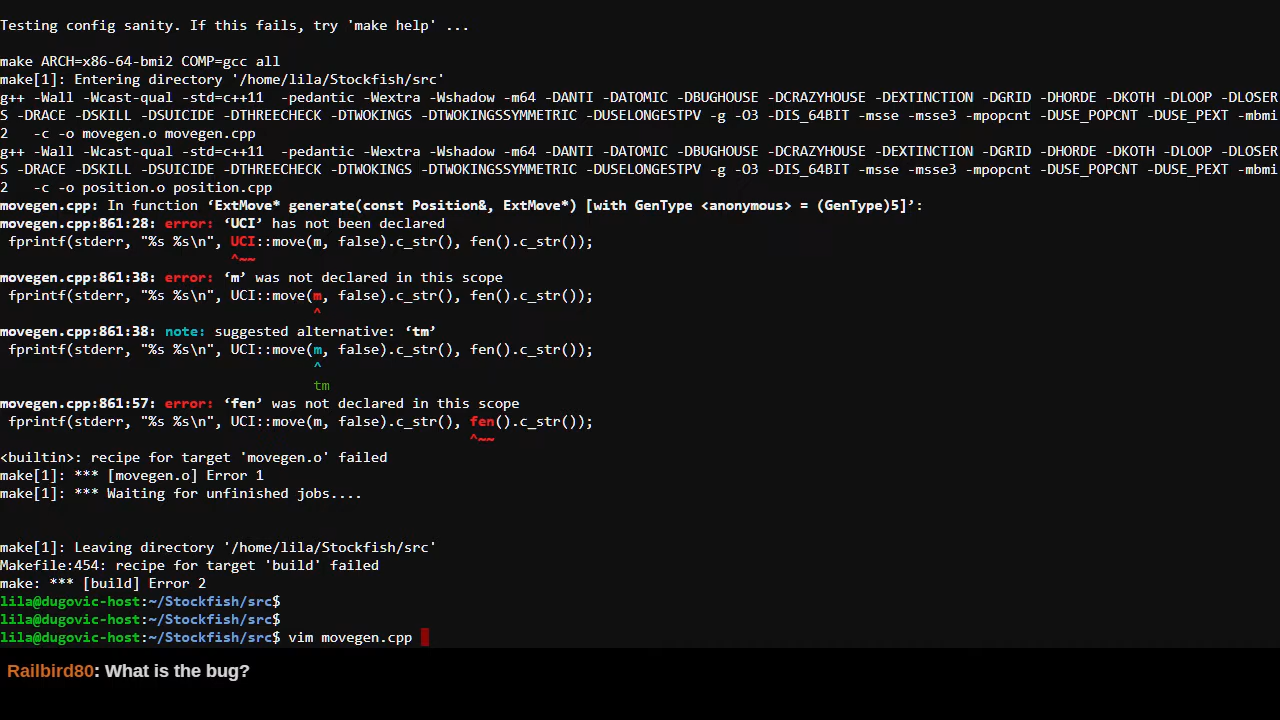 Testing config sanity. If this fails, try 'make help' ...
make ARCH=x86-64-bmi2 COMP=gcc all
make[1]: Entering directory '/home/lila/Stockfish/src'
g++ -Wall -Wcast-qual -std=c++11  -pedantic -Wextra -Wshadow -m64 -DANTI -DATOMIC -DBUGHOUSE -DCRAZYHOUSE -DEXTINCTION -DGRID -DHORDE -DKOTH -DLOOP -DLOSER
S -DRACE -DSKILL -DSUICIDE -DTHREECHECK -DTWOKINGS -DTWOKINGSSYMMETRIC -DUSELONGESTPV -g -O3 -DIS_64BIT -msse -msse3 -mpopcnt -DUSE_POPCNT -DUSE_PEXT -mbmi
2   -c -o movegen.o movegen.cpp
g++ -Wall -Wcast-qual -std=c++11  -pedantic -Wextra -Wshadow -m64 -DANTI -DATOMIC -DBUGHOUSE -DCRAZYHOUSE -DEXTINCTION -DGRID -DHORDE -DKOTH -DLOOP -DLOSER
S -DRACE -DSKILL -DSUICIDE -DTHREECHECK -DTWOKINGS -DTWOKINGSSYMMETRIC -DUSELONGESTPV -g -O3 -DIS_64BIT -msse -msse3 -mpopcnt -DUSE_POPCNT -DUSE_PEXT -mbmi
2   -c -o position.o position.cpp
movegen.cpp: In function ‘ExtMove* generate(const Position&, ExtMove*) [with GenType <anonymous> = (GenType)5]’:
movegen.cpp:861:28: error: ‘UCI’ has not been declared
 fprintf(stderr, "%s %s\n", UCI::move(m, false).c_str(), fen().c_str());
^~~
movegen.cpp:861:38: error: ‘m’ was not declared in this scope
 fprintf(stderr, "%s %s\n", UCI::move(m, false).c_str(), fen().c_str());
^
movegen.cpp:861:38: note: suggested alternative: ‘tm’
 fprintf(stderr, "%s %s\n", UCI::move(m, false).c_str(), fen().c_str());
^
tm
movegen.cpp:861:57: error: ‘fen’ was not declared in this scope
 fprintf(stderr, "%s %s\n", UCI::move(m, false).c_str(), fen().c_str());
^~~
<builtin>: recipe for target 'movegen.o' failed
make[1]: *** [movegen.o] Error 1
make[1]: *** Waiting for unfinished jobs....
make[1]: Leaving directory '/home/lila/Stockfish/src'
Makefile:454: recipe for target 'build' failed
make: *** [build] Error 2
lila@dugovic-host:~/Stockfish/src$
lila@dugovic-host:~/Stockfish/src$
lila@dugovic-host:~/Stockfish/src$ vim movegen.cpp
Railbird80: What is the bug?